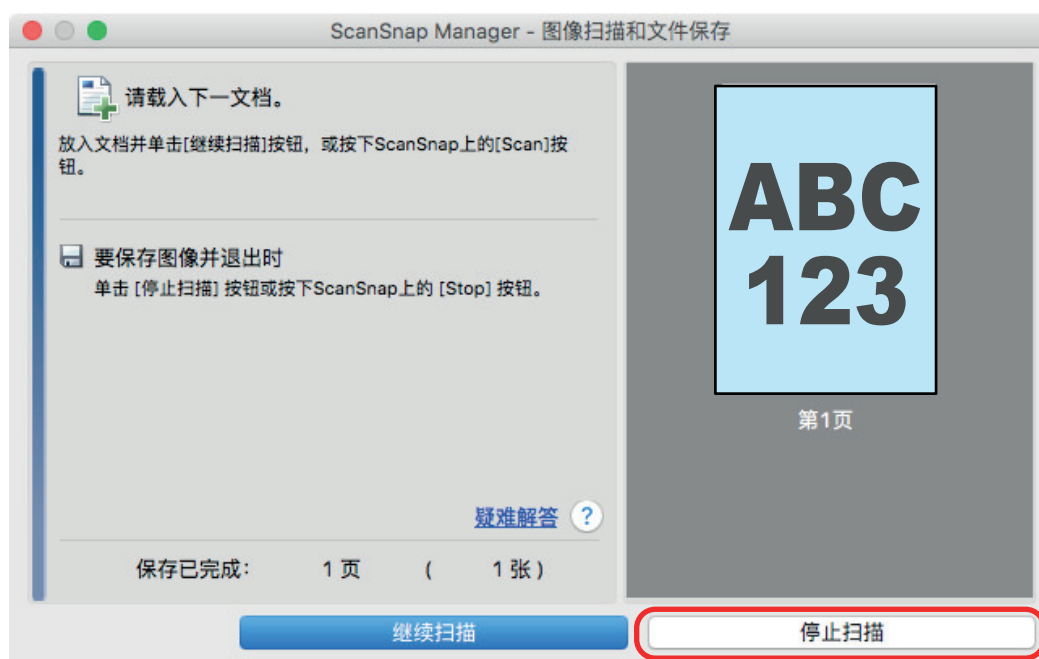 ScanSnap Manager - 图像扫描和文件保存
请载入下一文档。
放入文档并单击[继续扫描]按钮，或按下ScanSnap上的[Scan]按
钮。
要保存图像并退出时
单击 [停止扫描] 按钮或按下ScanSnap上的 [Stop] 按钮。
ABC
123
第1页
疑难解答 ?
保存已完成： 1 页 ( 1 张 )
继续扫描 停止扫描